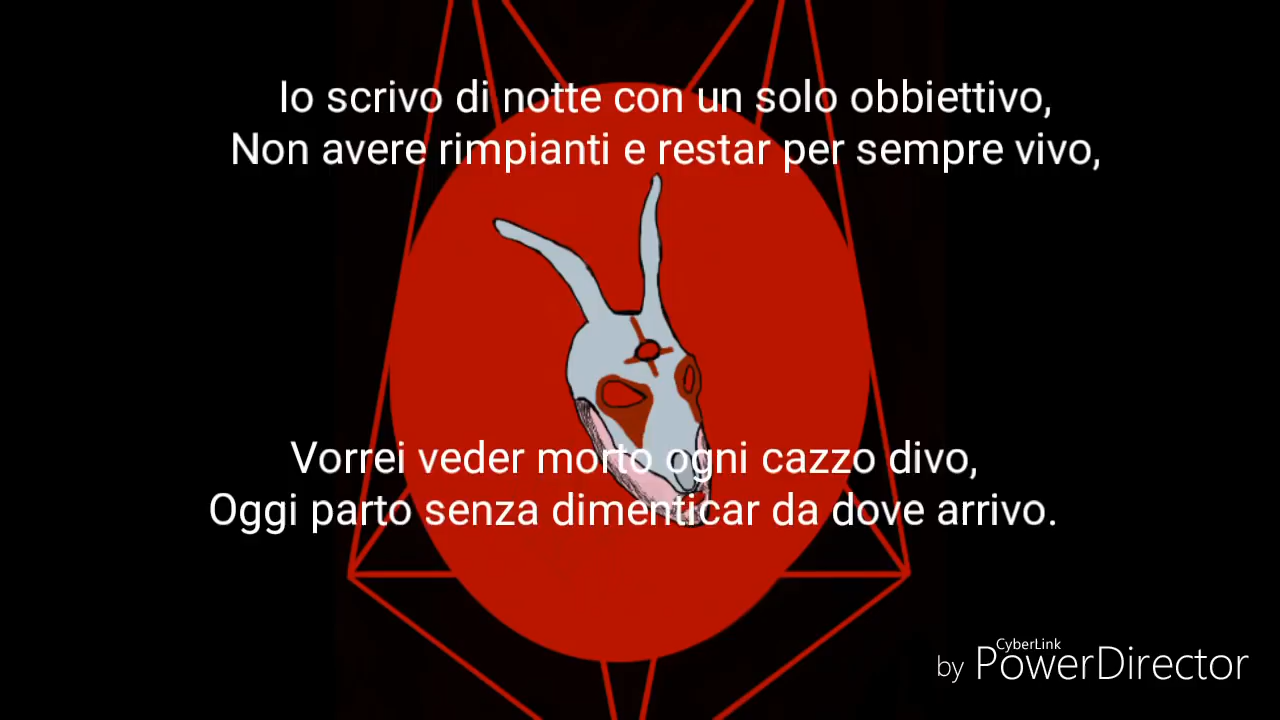 Io scrivo di notte con un solo obbiettivo,
Non avere rimpianti e restar per sempre vivo,
Vorrei veder morto ogni cazzo divo,
Oggi parto senza dimenticar da dove arrivo.
CyberLink
by PowerDirector